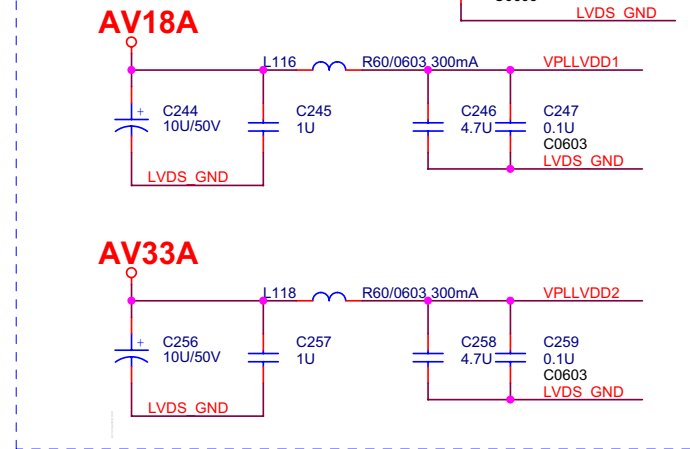 LVDS_GND
AV18A
L116 R60/0603,300mA VPLLVDD1
+ C244
10U/50V
C245
1U
C246
4.7U
C247
0.1U
C0603
LVDS_GND
LVDS_GND
AV33A
L118 R60/0603,300mA VPLLVDD2
+ C256
10U/50V
C257
1U
C258
4.7U
C259
0.1U
C0603
LVDS_GND
LVDS_GND